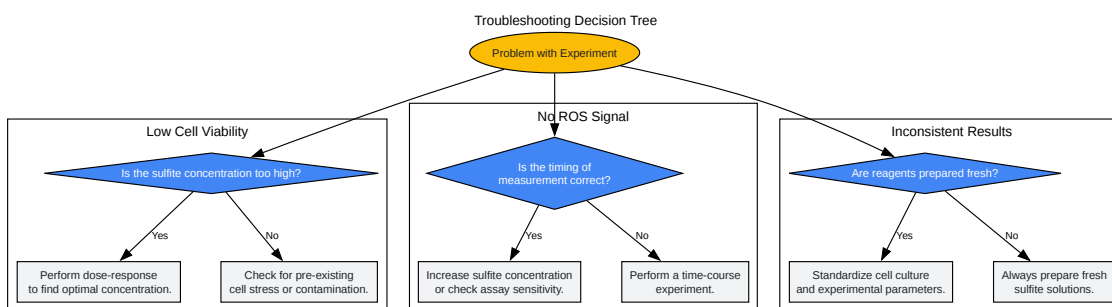 Troubleshooting Decision Tree
Problem with Experiment
Low Cell Viability
Is the sulfite concentration too high?
Yes
No
Perform dose-response
to find optimal concentration.
Check for pre-existing
cell stress or contamination.
No ROS Signal
Is the timing of
measurement correct?
Yes
No
Increase sulfite concentration
or check assay sensitivity.
Perform a time-course
experiment.
Inconsistent Results
Are reagents prepared fresh?
Yes
No
Standardize cell culture
and experimental parameters.
Always prepare fresh
sulfite solutions.